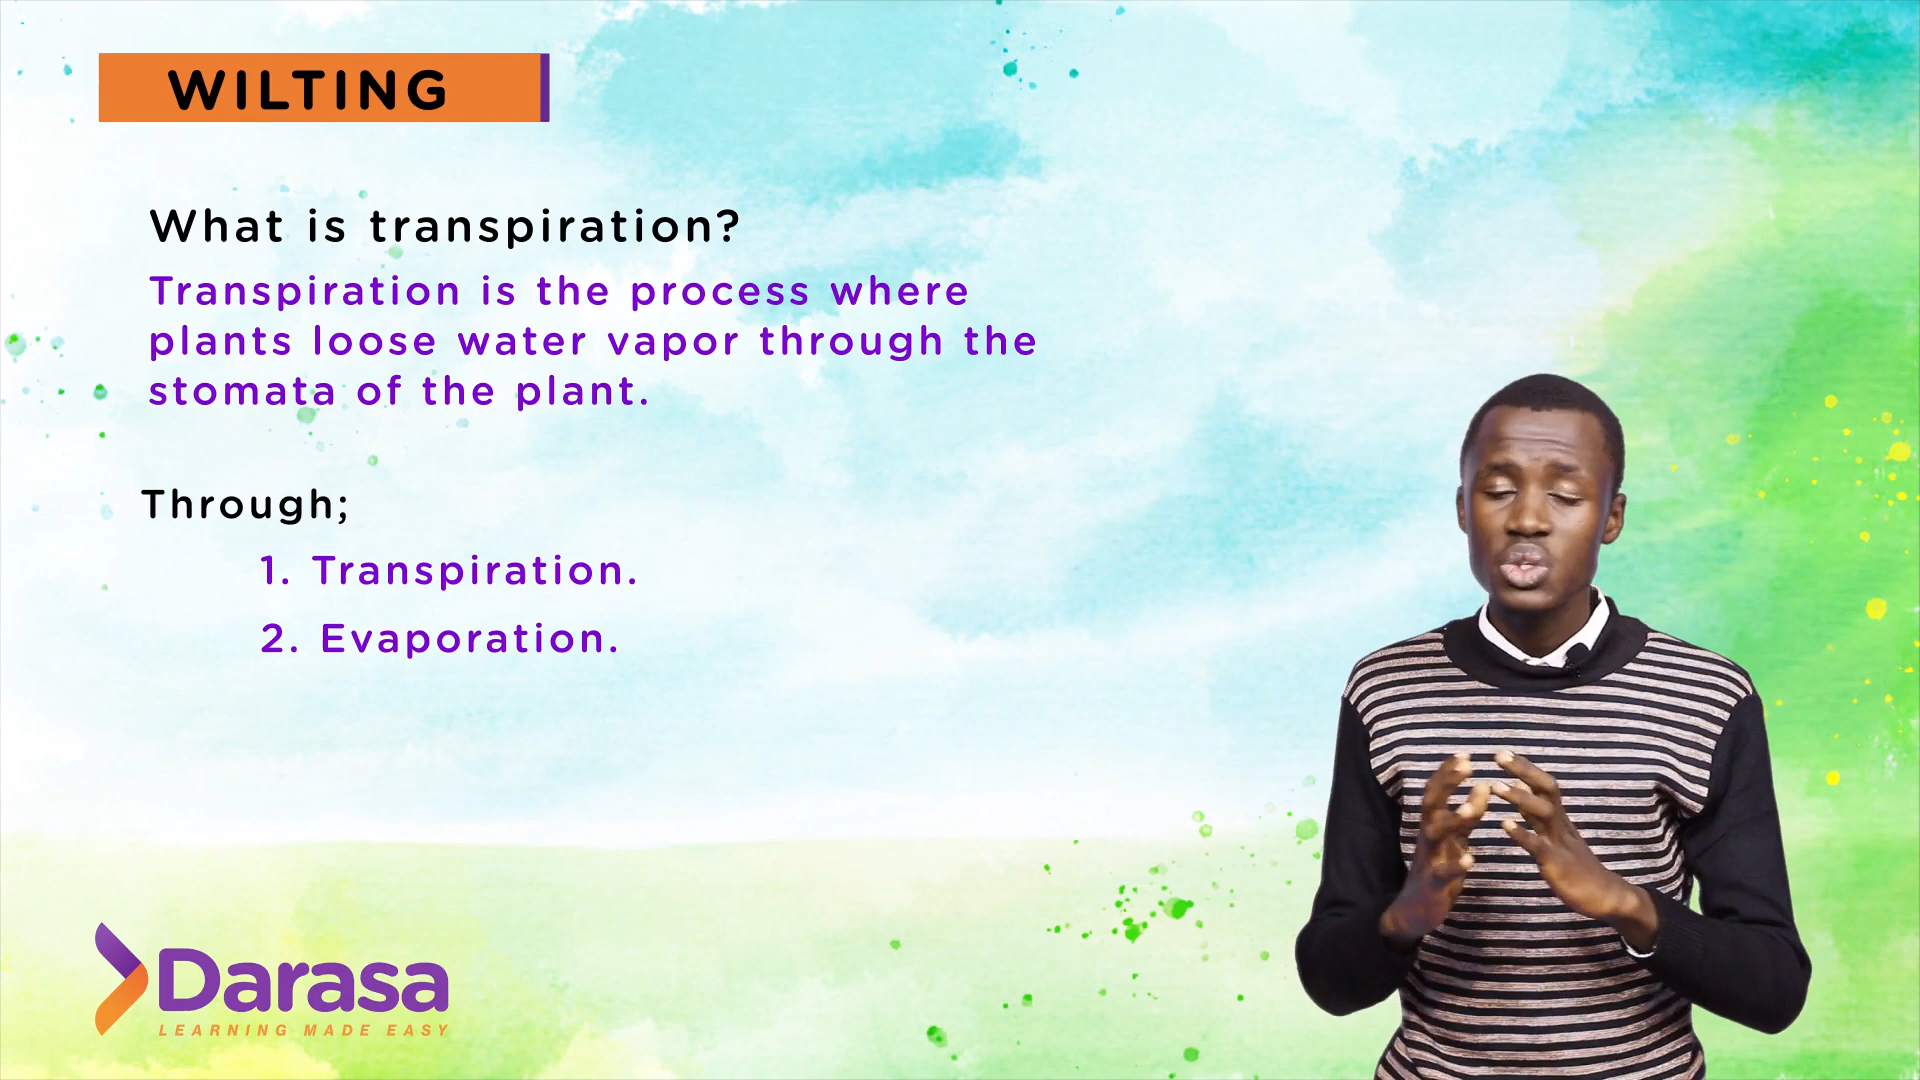 WILTING
What is transpiration?
Transpiration is the process where
plants loose water vapor through the
stomata of the plant.
Through;
1. Transpiration.
2. Evaporation.
Darasa
LEARNING MADE EASY